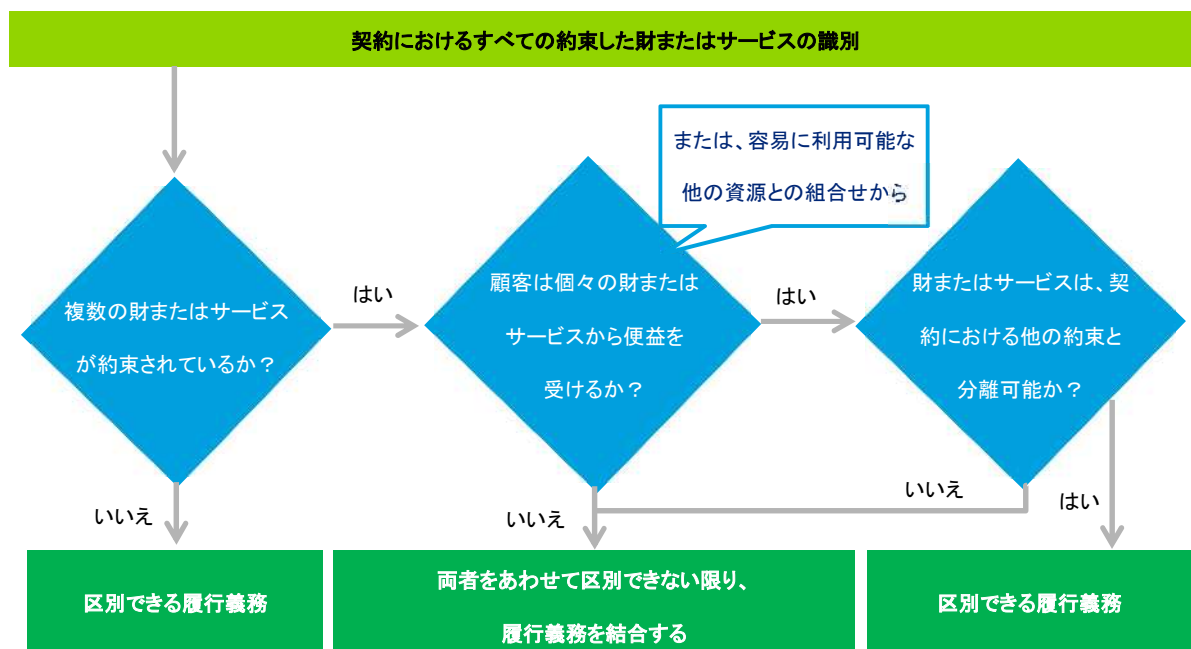 契約におけるすべての約束した財またはサービスの識別
または、容易に利用可能な
他の資源との組合せから
複数の財またはサービス
が約束されているか？
はい
顧客は個々の財または
サービスから便益を
受けるか？
はい
財またはサービスは、契
約における他の約束と
分離可能か？
いいえ
いいえ
いいえ
はい
区別できる履行義務
両者をあわせて区別できない限り、
履行義務を結合する
区別できる履行義務